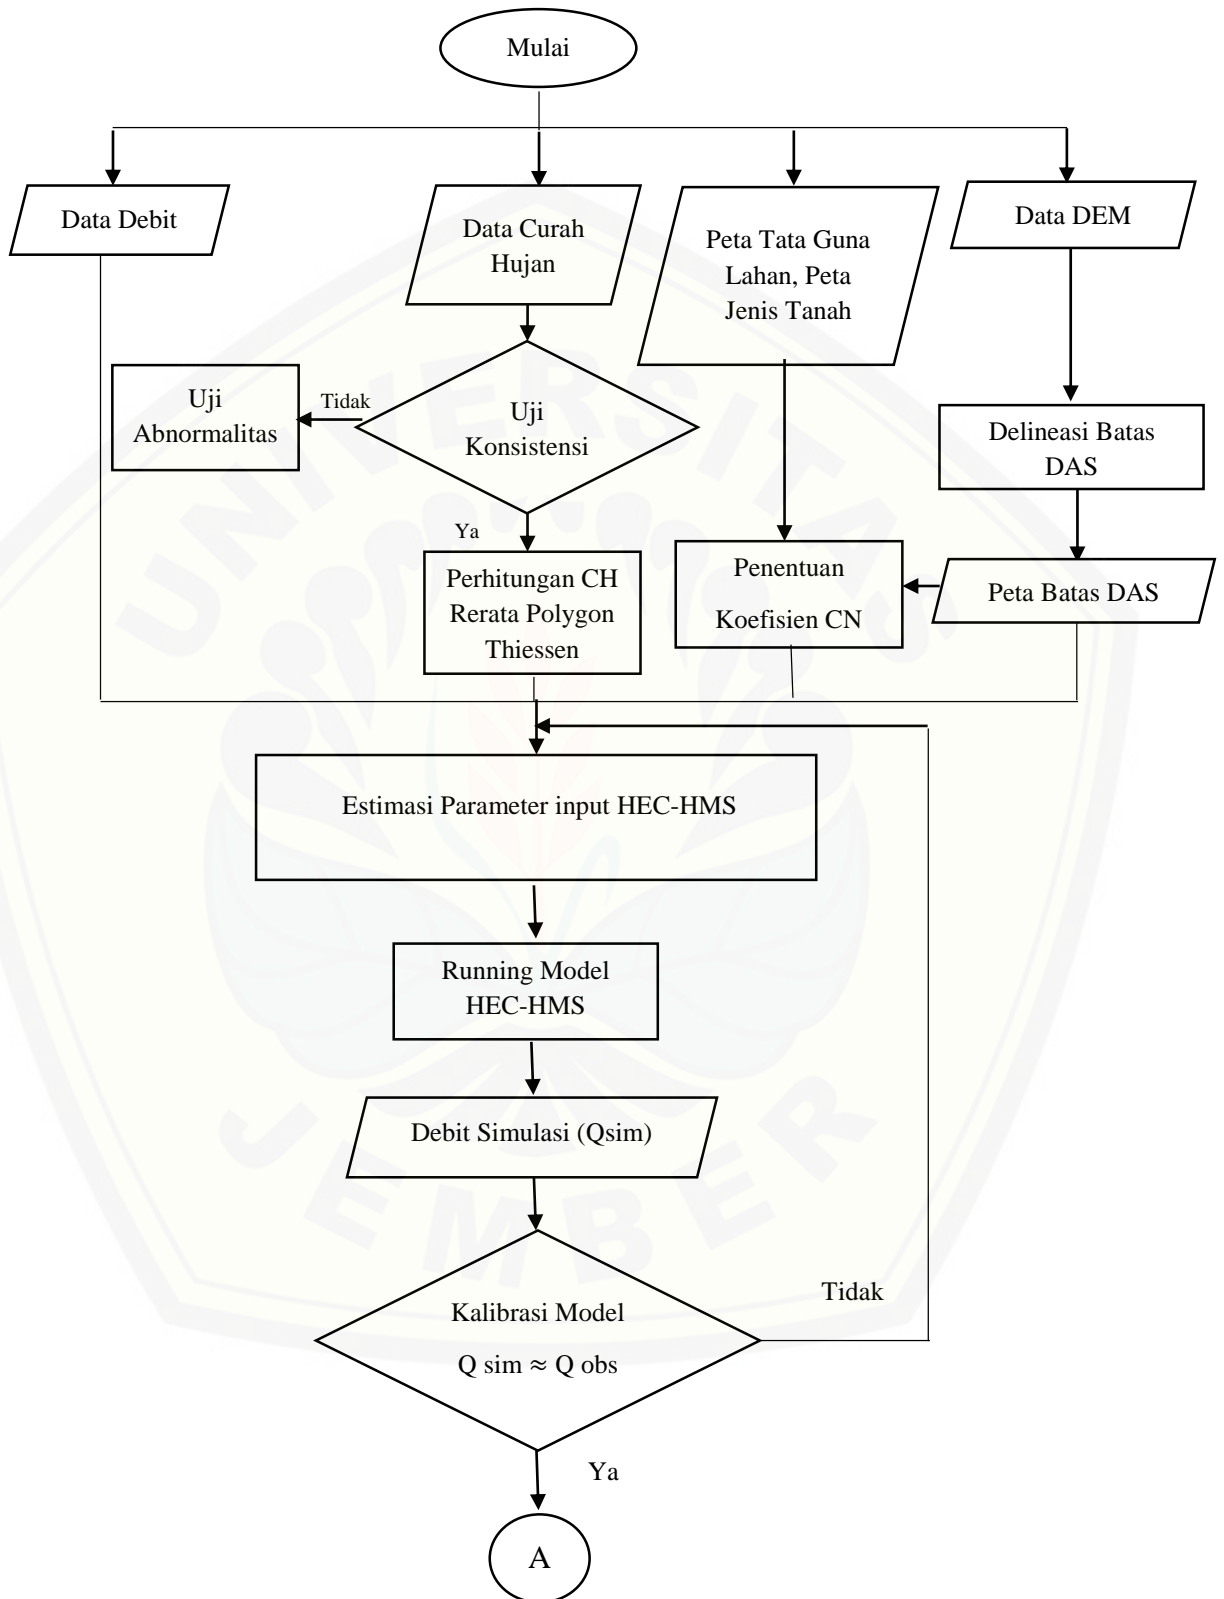 Mulai
Data Debit
Data Curah
Hujan
Peta Tata Guna
Lahan, Peta
Jenis Tanah
Data DEM
Uji
Abnormalitas
Tidak
Uji
Konsistensi
Delineasi Batas
DAS
Ya
Perhitungan CH
Rerata Polygon
Thiessen
Penentuan
Koefisien CN
Peta Batas DAS
Estimasi Parameter input HEC-HMS
Running Model
HEC-HMS
Debit Simulasi (Qsim)
Kalibrasi Model
Q sim ≈ Q obs
Tidak
Ya
A
UNIVERSITAS
JEMBER